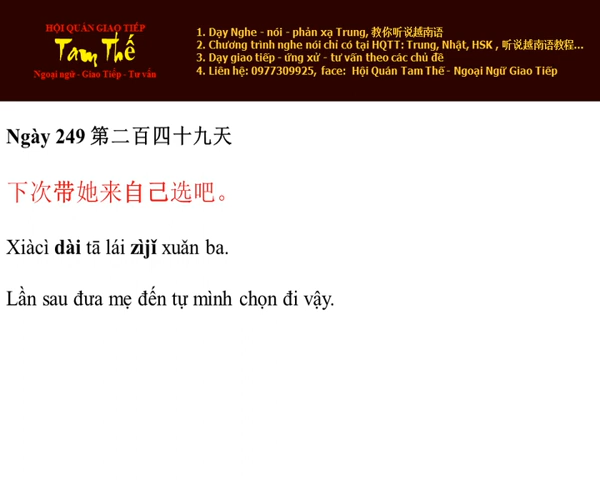 HỘI QUÁN GIAO TIẾP
Tam Thế
Ngoại ngữ - Giao Tiếp - Tư vấn
1. Dạy Nghe - nói - phản xạ Trung, 教你听说越南语
2. Chương trình nghe nói chỉ có tại HQTT: Trung, Nhật, HSK , 听说越南语教程...
3. Dạy giao tiếp - ứng xử - tư vấn theo các chủ đề
4. Liên hệ: 0977309925, face: Hội Quán Tam Thế - Ngoại Ngữ Giao Tiếp
Ngày 249 第二百四十九天
下次带她来自己选吧。
Xiàcì dài tā lái zìjǐ xuǎn ba.
Lần sau đưa mẹ đến tự mình chọn đi vậy.